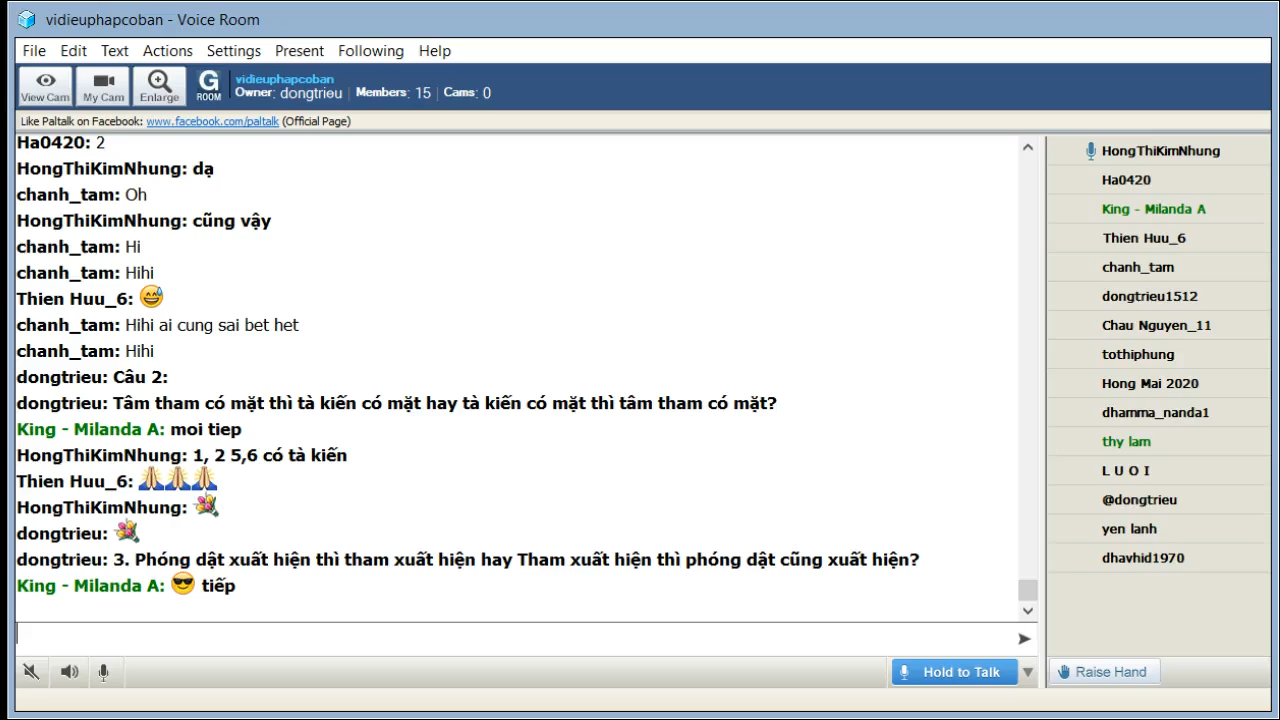 vidieuphapcoban - Voice Room
File Edit Text Actions Settings Present Following Help
View Cam
My Cam
Enlarge
G ROOM
vidieuphapcoban
Owner: dongtrieu | Members: 15 | Cams: 0
Like Paltalk on Facebook: www.facebook.com/paltalk (Official Page)
Ha0420: 2
HongThiKimNhung: dạ
chanh_tam: Oh
HongThiKimNhung: cũng vậy
chanh_tam: Hi
chanh_tam: Hihi
Thien Huu_6: 😅
chanh_tam: Hihi ai cung sai bet het
chanh_tam: Hihi
dongtrieu: Câu 2:
dongtrieu: Tâm tham có mặt thì tà kiến có mặt hay tà kiến có mặt thì tâm tham có mặt?
King - Milanda A: moi tiep
HongThiKimNhung: 1, 2 5,6 có tà kiến
Thien Huu_6: 🙏🙏🙏
HongThiKimNhung: 💐
dongtrieu: 💐
dongtrieu: 3. Phóng dật xuất hiện thì tham xuất hiện hay Tham xuất hiện thì phóng dật cũng xuất hiện?
King - Milanda A: 😎 tiếp
Hold to Talk
HongThiKimNhung
Ha0420
King - Milanda A
Thien Huu_6
chanh_tam
dongtrieu1512
Chau Nguyen_11
tothiphung
Hong Mai 2020
dhamma_nanda1
thy lam
L U O I
@dongtrieu
yen lanh
dhavhid1970
Raise Hand